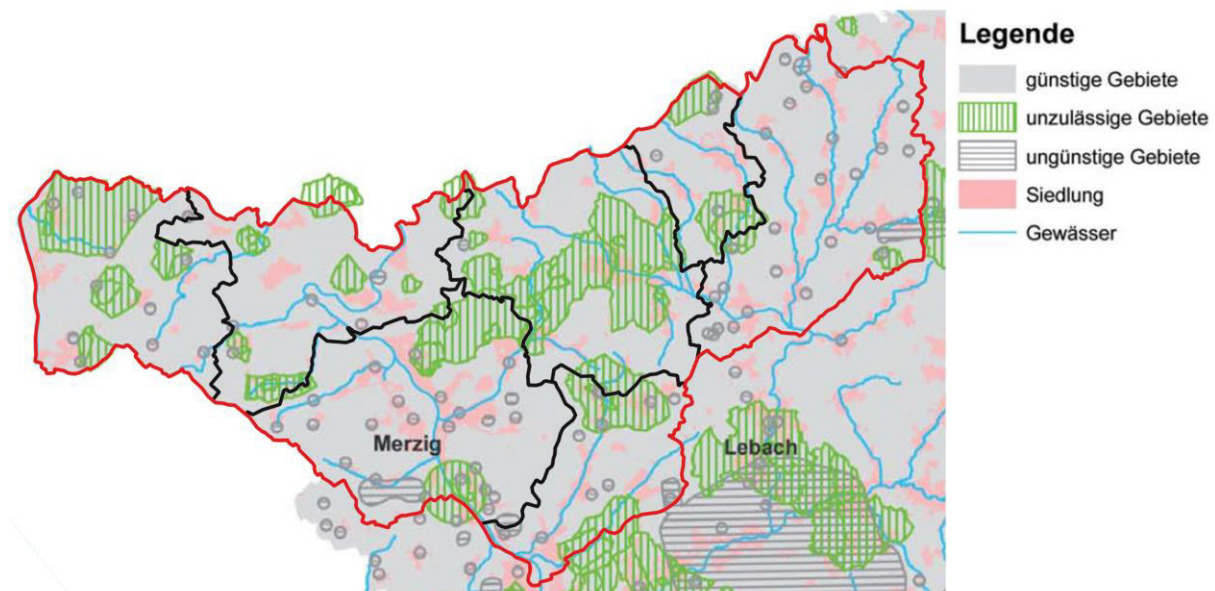 Legende
günstige Gebiete
unzulässige Gebiete
ungünstige Gebiete
Siedlung
Gewässer
Merzig
Lebach